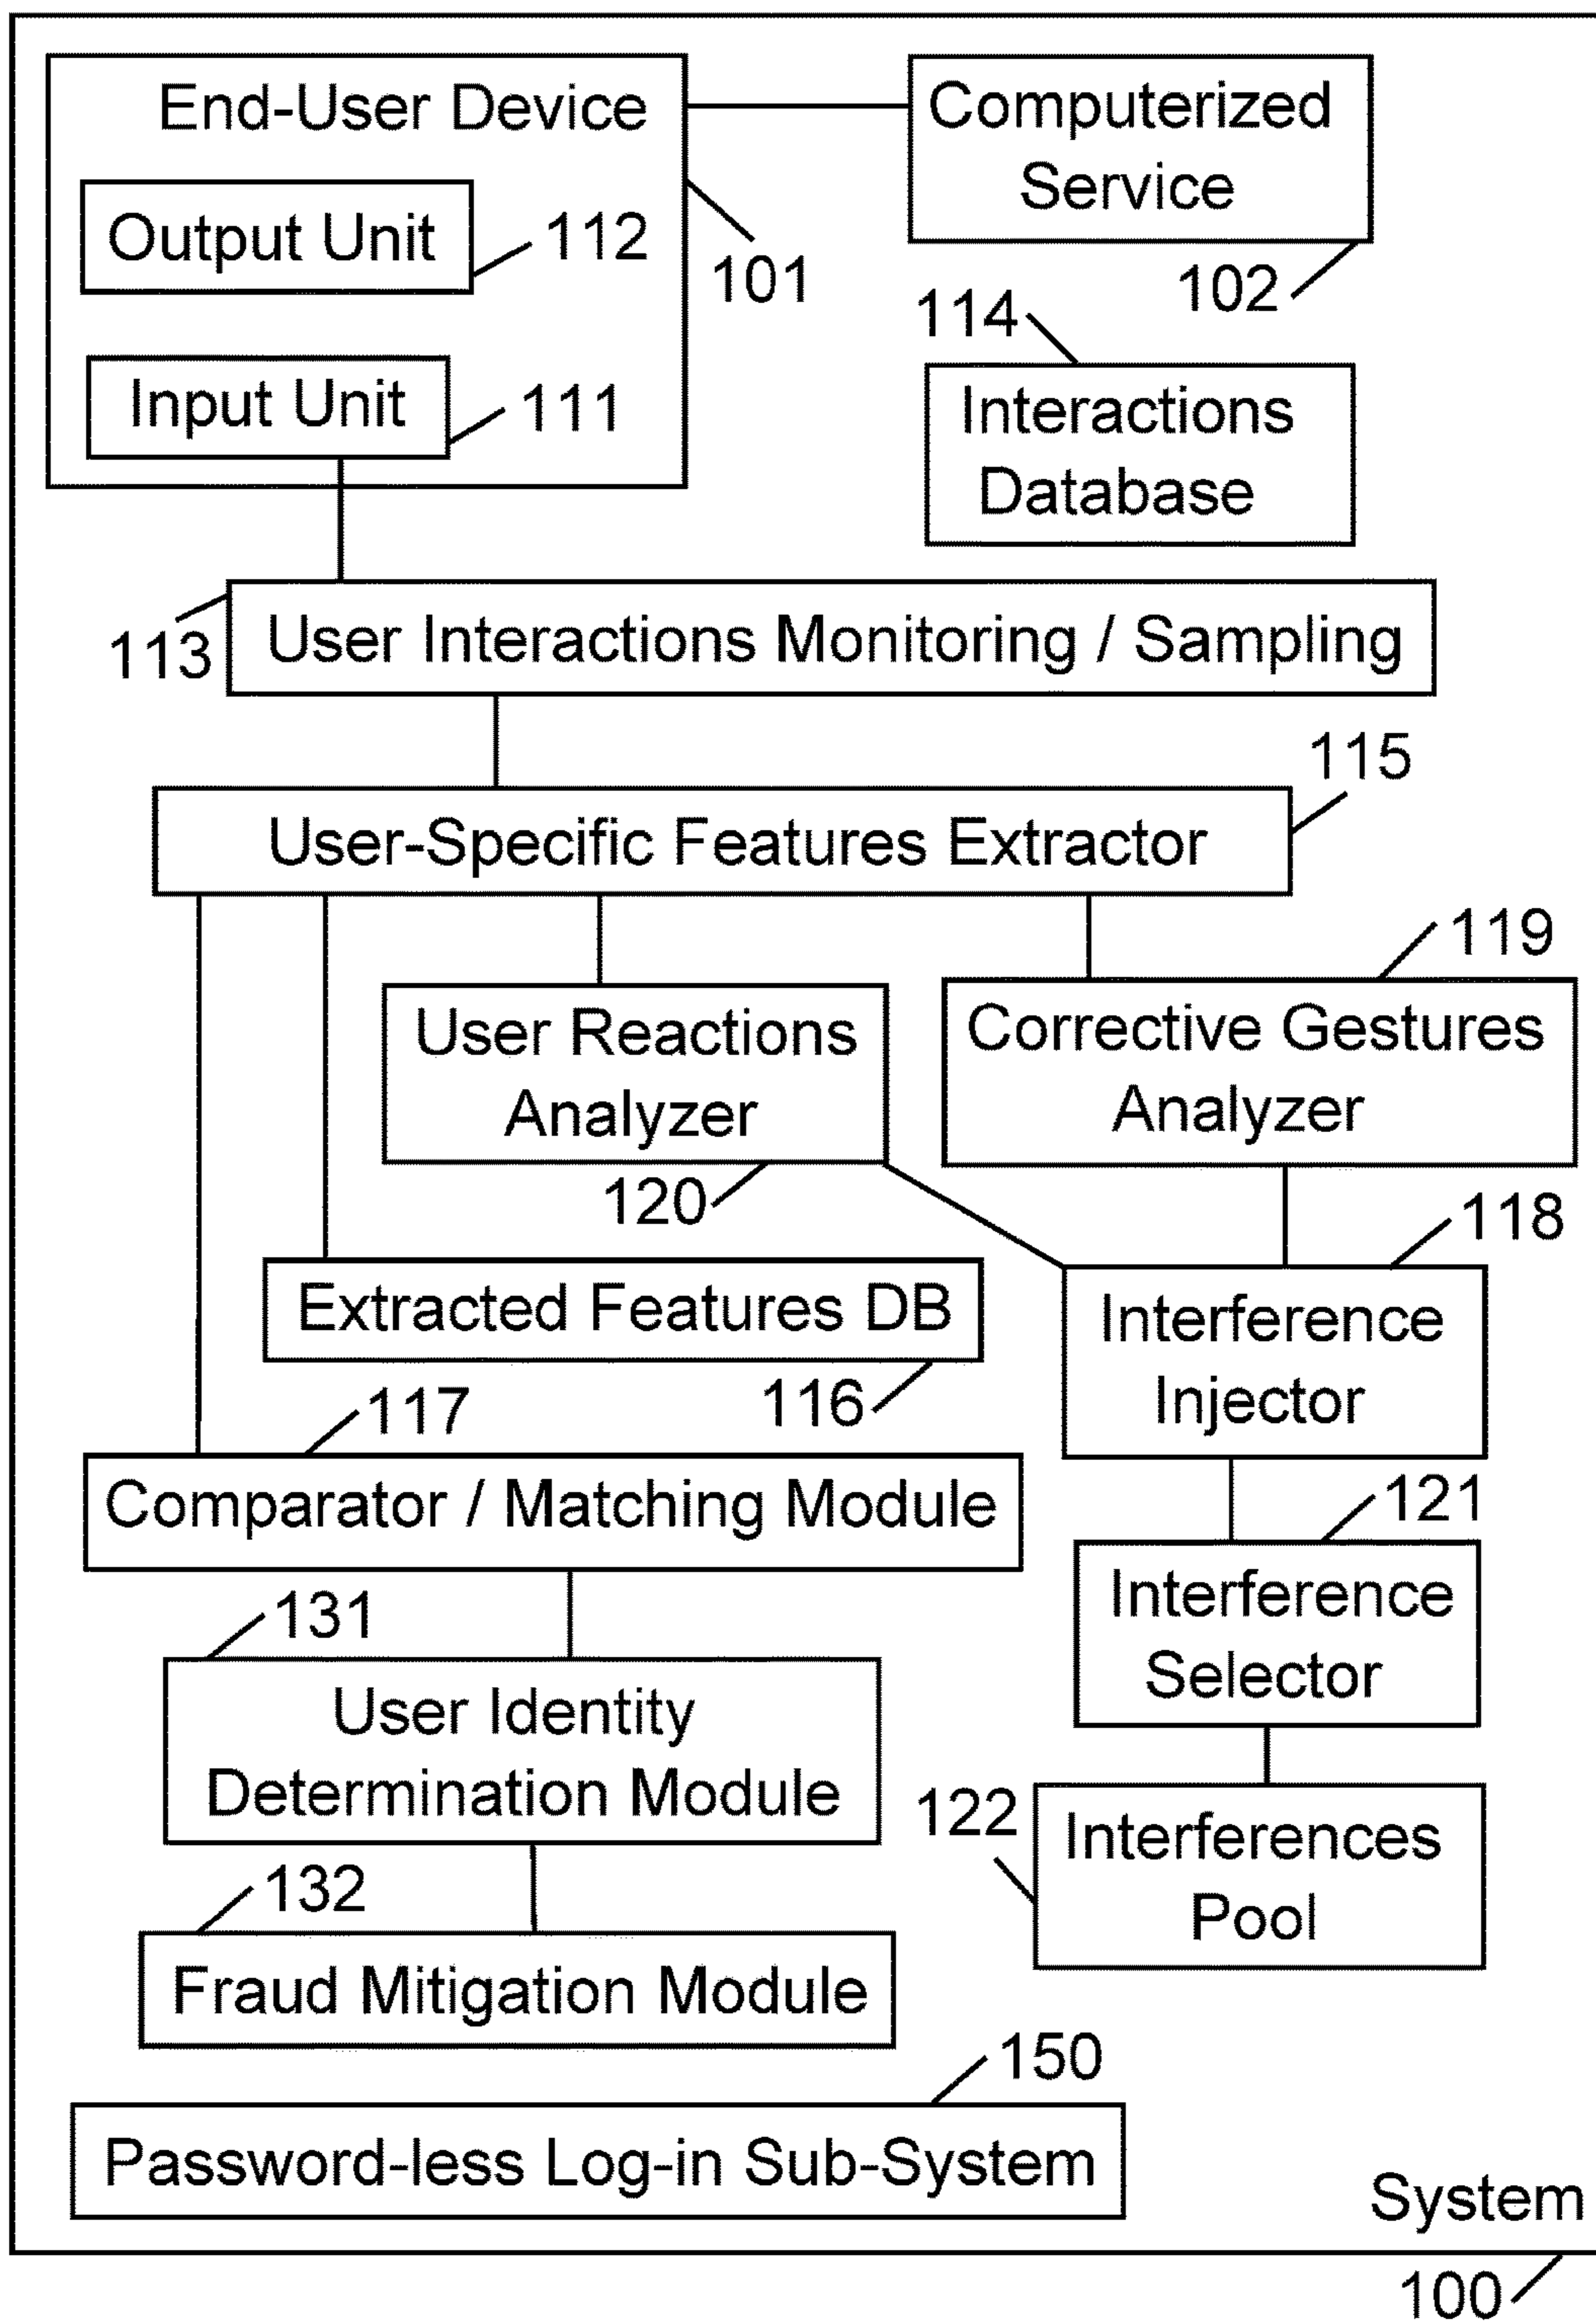 End-User Device
Computerized
Service
Output Unit
112
101
102
114
Input Unit
111
Interactions
Database
113
User Interactions Monitoring / Sampling
115
User-Specific Features Extractor
119
User Reactions
Analyzer
Corrective Gestures
Analyzer
120
118
Extracted Features DB
Interference
Injector
116
117
Comparator / Matching Module
121
Interference
Selector
131
User Identity
Determination Module
122
Interferences
Pool
132
Fraud Mitigation Module
150
Password-less Log-in Sub-System
System
100